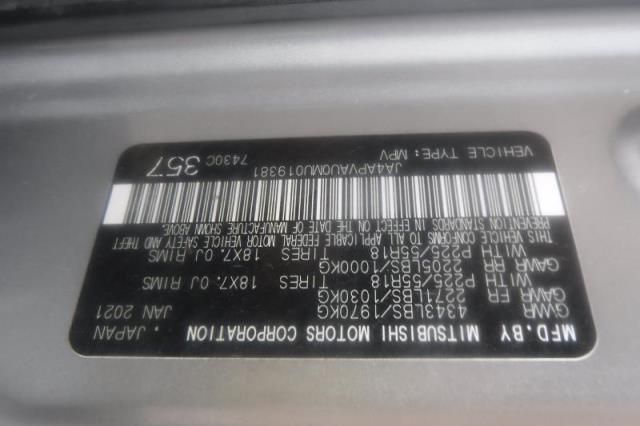 MFD.BY MITSUBISHI MOTORS CORPORATION . JAPAN
GVWR 4343LBS/1970KG JAN 2021
GAWR FR 2271LBS/1030KG
WITH P225/55R18 TIRES 18X7.0J RIMS
GAWR RR 2205LBS/1000KG
WITH P225/55R18 TIRES 18X7.0J RIMS
THIS VEHICLE CONFORMS TO ALL APPLICABLE FEDERAL MOTOR VEHICLE SAFETY AND THEFT
PREVENTION STANDARDS IN EFFECT ON THE DATE OF MANUFACTURE SHOWN ABOVE.
JA4APVAU0MU019381
VEHICLE TYPE: MPV 7430C 357